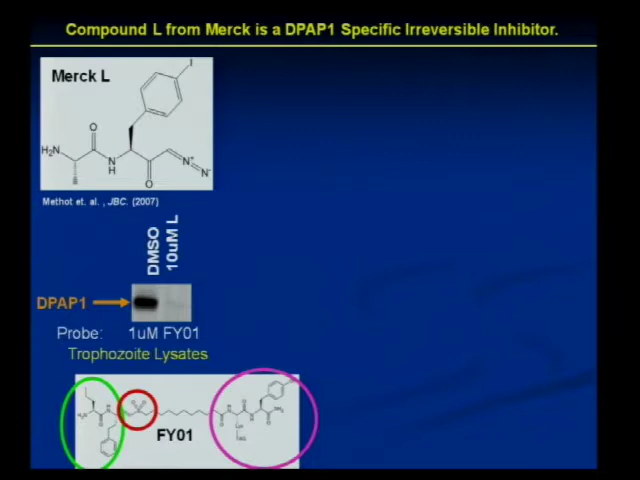 Compound L from Merck is a DPAP1 Specific Irreversible Inhibitor.
Merck L
I
O
H₂N
N
H
O
N⁺
N⁻
Methot et. al. , JBC. (2007)
DMSO
10uM L
DPAP1
Probe: 1uM FY01
Trophozoite Lysates
FY01